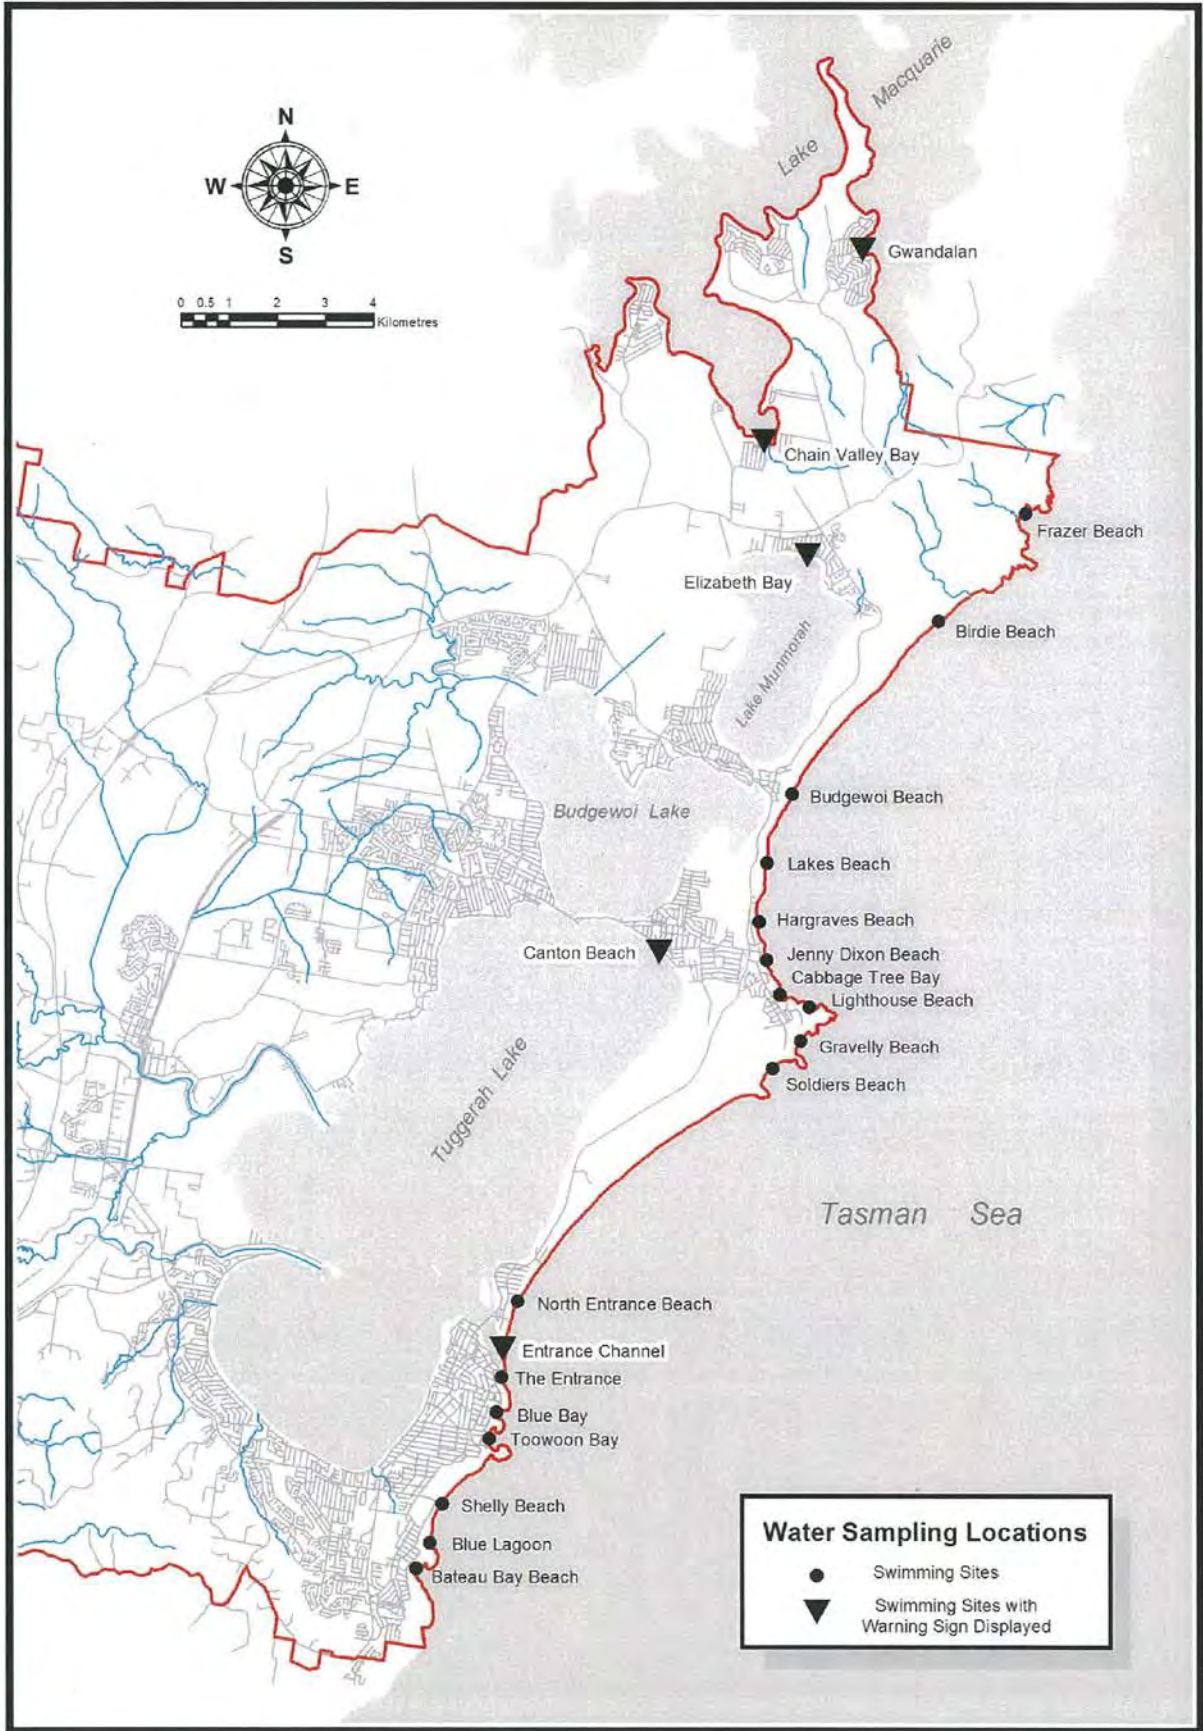 Lake Macquarie
N
W E
S
Gwandalan
0 0.5 1 2 3 4
Kilometres
Chain Valley Bay
Frazer Beach
Elizabeth Bay
Birdie Beach
Lake Munmorah
Budgewoi Beach
Budgewoi Lake
Lakes Beach
Hargraves Beach
Canton Beach
Jenny Dixon Beach
Cabbage Tree Bay
Lighthouse Beach
Gravelly Beach
Soldiers Beach
Tuggerah Lake
Tasman Sea
North Entrance Beach
Entrance Channel
The Entrance
Blue Bay
Toowoon Bay
Shelly Beach
Blue Lagoon
Bateau Bay Beach
Water Sampling Locations
Swimming Sites
Swimming Sites with
Warning Sign Displayed